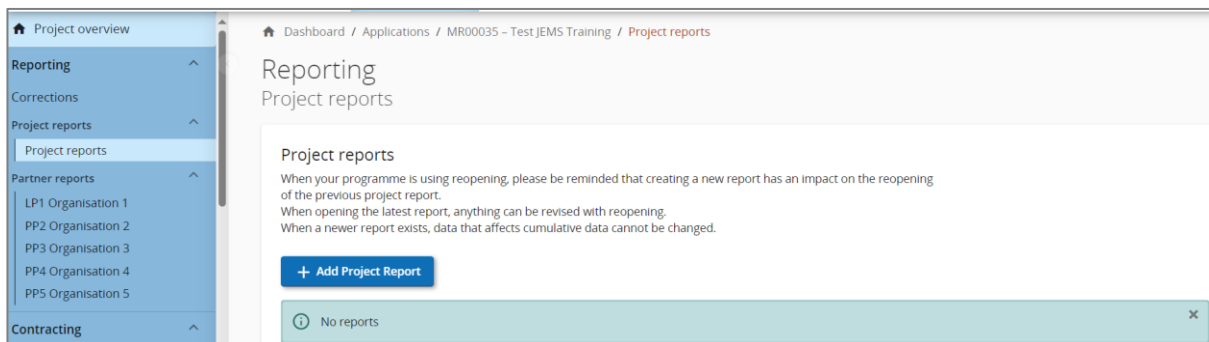 Project overview
Reporting
Corrections
Project reports
Project reports
Partner reports
LP1 Organisation 1
PP2 Organisation 2
PP3 Organisation 3
PP4 Organisation 4
PP5 Organisation 5
Contracting
Dashboard / Applications / MR00035 – Test JEMS Training / Project reports
Reporting
Project reports
Project reports
When your programme is using reopening, please be reminded that creating a new report has an impact on the reopening
of the previous project report.
When opening the latest report, anything can be revised with reopening.
When a newer report exists, data that affects cumulative data cannot be changed.
+ Add Project Report
No reports